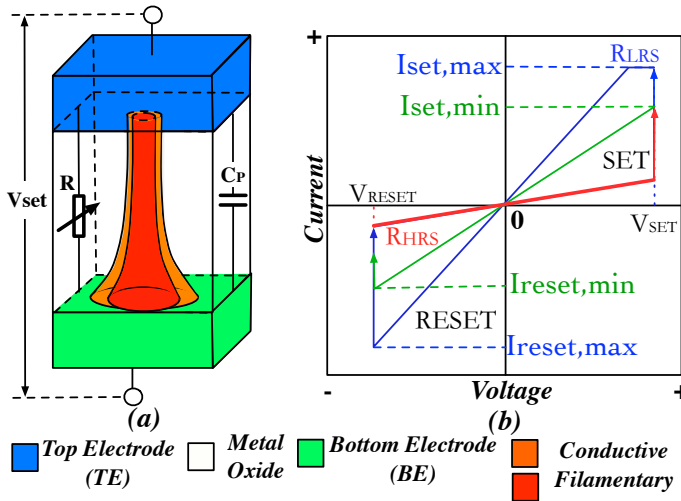 Vset
R
CP
(a)
+
Iset,max
RLRS
Iset,min
SET
VRESET
Current
0
VSET
RHRS
Ireset,min
RESET
Ireset,max
-
Voltage
+
(b)
Top Electrode
(TE)
Metal
Oxide
Bottom Electrode
(BE)
Conductive
Filamentary